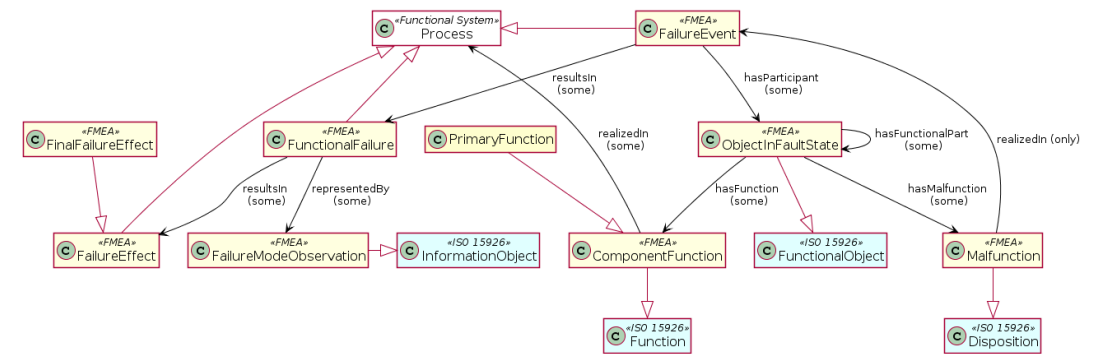 C
«Functional System»
Process
C
«FMEA»
FailureEvent
resultsIn
(some)
hasParticipant
(some)
C
«FMEA»
FinalFailureEffect
C
«FMEA»
FunctionalFailure
C
PrimaryFunction
realizedIn
(some)
C
«FMEA»
ObjectInFaultState
hasFunctionalPart
(some)
realizedIn (only)
resultsIn
(some)
representedBy
(some)
hasFunction
(some)
hasMalfunction
(some)
C
«FMEA»
FailureEffect
C
«FMEA»
FailureModeObservation
C
«ISO 15926»
InformationObject
C
«FMEA»
ComponentFunction
C
«ISO 15926»
FunctionalObject
C
«FMEA»
Malfunction
C
«ISO 15926»
Function
C
«ISO 15926»
Disposition